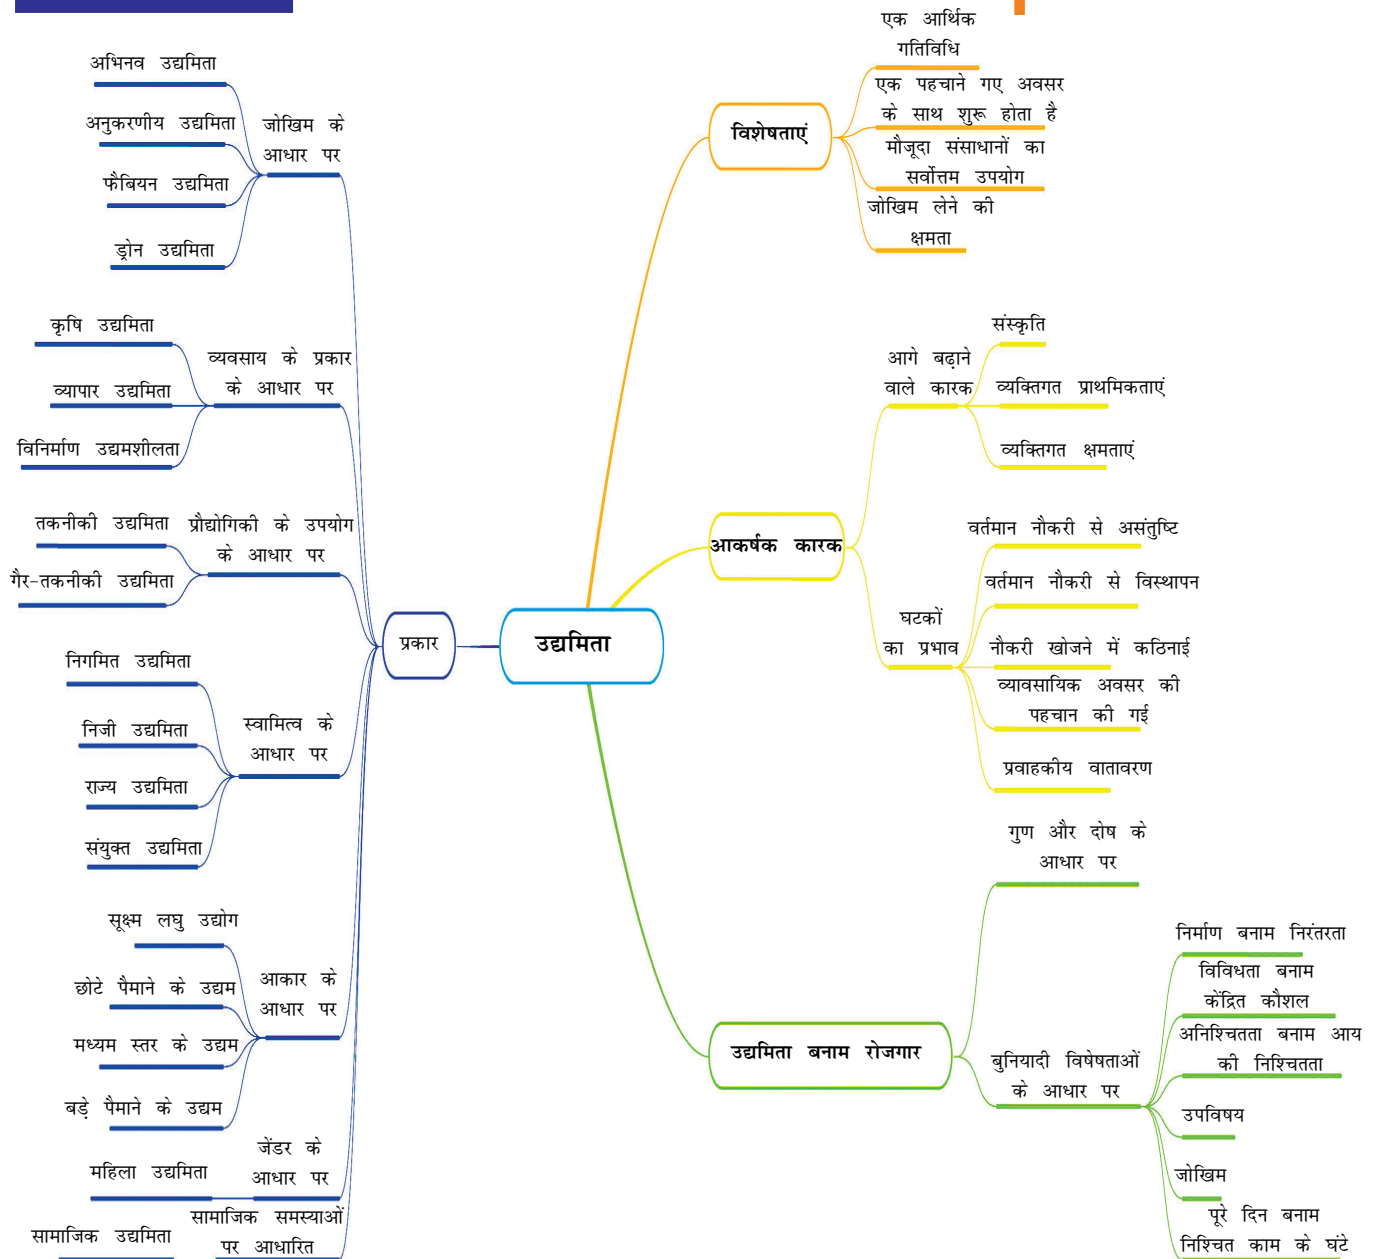 अभिनव उद्यमिता
अनुकरणीय उद्यमिता
फैबियन उद्यमिता
ड्रोन उद्यमिता
जोखिम के
आधार पर
कृषि उद्यमिता
व्यापार उद्यमिता
विनिर्माण उद्यमशीलता
व्यवसाय के प्रकार
के आधार पर
तकनीकी उद्यमिता
गैर-तकनीकी उद्यमिता
प्रौद्योगिकी के उपयोग
के आधार पर
निगमित उद्यमिता
निजी उद्यमिता
राज्य उद्यमिता
संयुक्त उद्यमिता
स्वामित्व के
आधार पर
सूक्ष्म लघु उद्योग
छोटे पैमाने के उद्यम
मध्यम स्तर के उद्यम
बड़े पैमाने के उद्यम
आकार के
आधार पर
महिला उद्यमिता
जेंडर के
आधार पर
सामाजिक उद्यमिता
सामाजिक समस्याओं
पर आधारित
प्रकार
उद्यमिता
विशेषताएं
एक आर्थिक
गतिविधि
एक पहचाने गए अवसर
के साथ शुरू होता है
मौजूदा संसाधानों का
सर्वोत्तम उपयोग
जोखिम लेने की
क्षमता
आकर्षक कारक
आगे बढ़ाने
वाले कारक
संस्कृति
व्यक्तिगत प्राथमिकताएं
व्यक्तिगत क्षमताएं
घटकों
का प्रभाव
वर्तमान नौकरी से असंतुष्टि
वर्तमान नौकरी से विस्थापन
नौकरी खोजने में कठिनाई
व्यावसायिक अवसर की
पहचान की गई
प्रवाहकीय वातावरण
उद्यमिता बनाम रोजगार
गुण और दोष के
आधार पर
बुनियादी विषेषताओं
के आधार पर
निर्माण बनाम निरंतरता
विविधता बनाम
केंद्रित कौशल
अनिश्चितता बनाम आय
की निश्चितता
उपविषय
जोखिम
पूरे दिन बनाम
निश्चित काम के घंटे